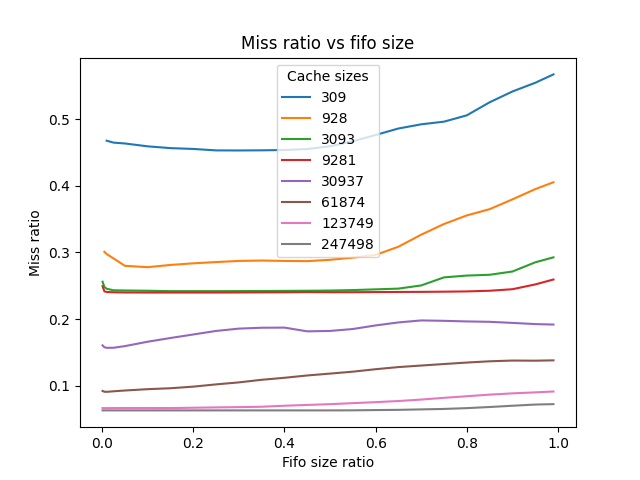 Miss ratio vs fifo size
Cache sizes
309
928
3093
9281
30937
61874
123749
247498
Miss ratio
0.5
0.4
0.3
0.2
0.1
0.0 0.2 0.4 0.6 0.8 1.0
Fifo size ratio